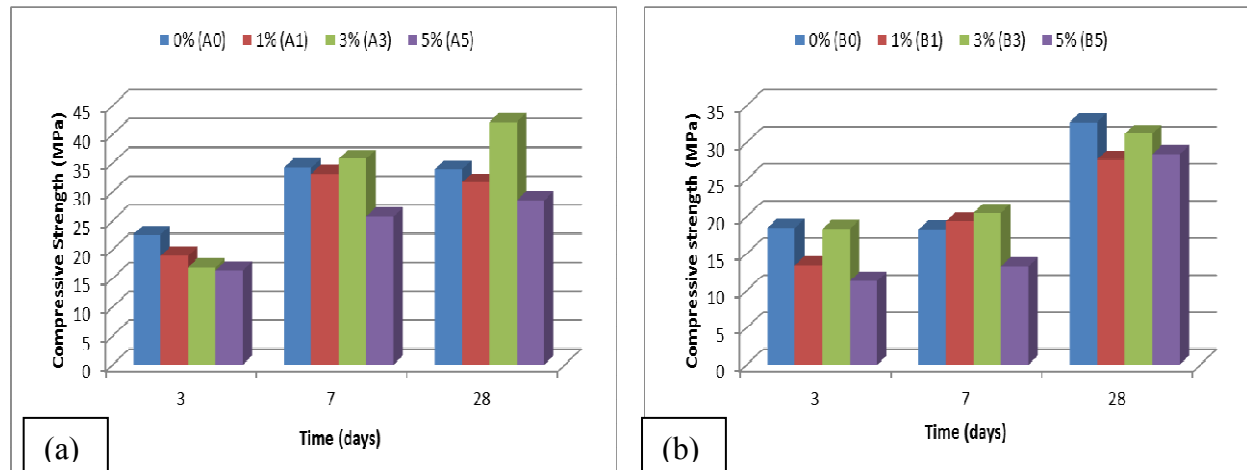 0% (A0) 1% (A1) 3% (A3) 5% (A5)
Compressive Strength (MPa)
45
40
35
30
25
20
15
10
5
0
3 7 28
Time (days)
(a)
0% (B0) 1% (B1) 3% (B3) 5% (B5)
Compressive strength (MPa)
35
30
25
20
15
10
5
0
3 7 28
Time (days)
(b)